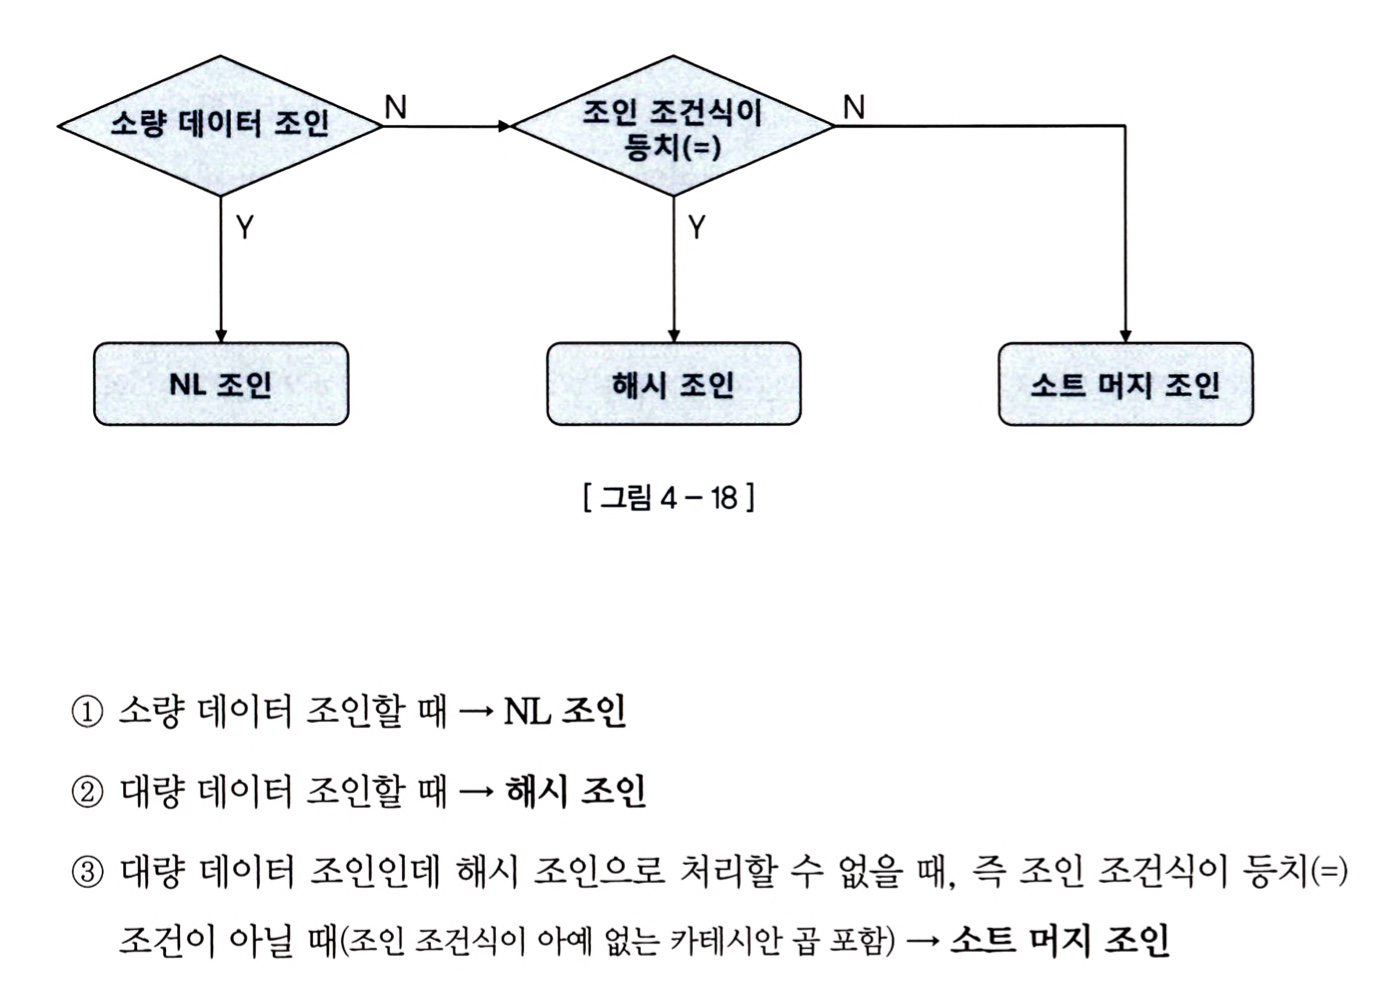 소량 데이터 조인
N
조인 조건식이
등치(=)
N
Y
Y
NL 조인
해시 조인
소트 머지 조인
[ 그림 4 – 18 ]
① 소량 데이터 조인할 때 → NL 조인
② 대량 데이터 조인할 때 → 해시 조인
③ 대량 데이터 조인인데 해시 조인으로 처리할 수 없을 때, 즉 조인 조건식이 등치(=)
조건이 아닐 때(조인 조건식이 아예 없는 카테시안 곱 포함) → 소트 머지 조인